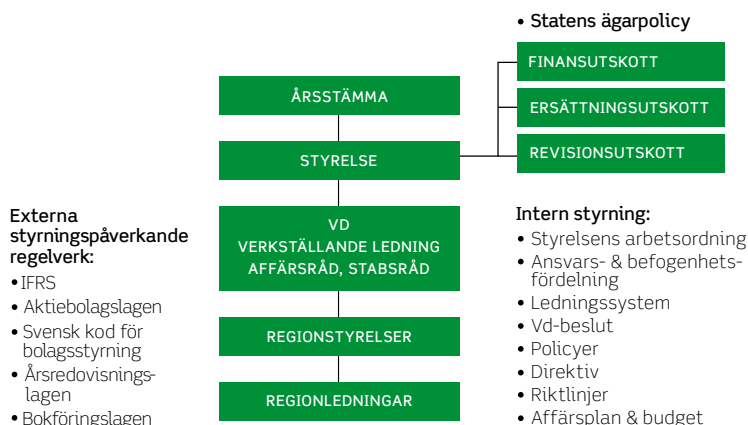 • Statens ägarpolicy
FINANSUTSKOTT
ÅRSSTÄMMA
ERSÄTTNINGSUTSKOTT
STYRELSE
REVISIONSUTSKOTT
Externa
styrningspåverkande
regelverk:
• IFRS
• Aktiebolagslagen
• Svensk kod för
bolagsstyrning
• Årsredovisnings-
lagen
• Bokföringslagen
VD
VERKSTÄLLANDE LEDNING
AFFÄRSRÅD, STABSRÅD
REGIONSTYRELSER
REGIONLEDNINGAR
Intern styrning:
• Styrelsens arbetsordning
• Ansvars- & befogenhets-
fördelning
• Ledningssystem
• Vd-beslut
• Policyer
• Direktiv
• Riktlinjer
• Affärsplan & budget